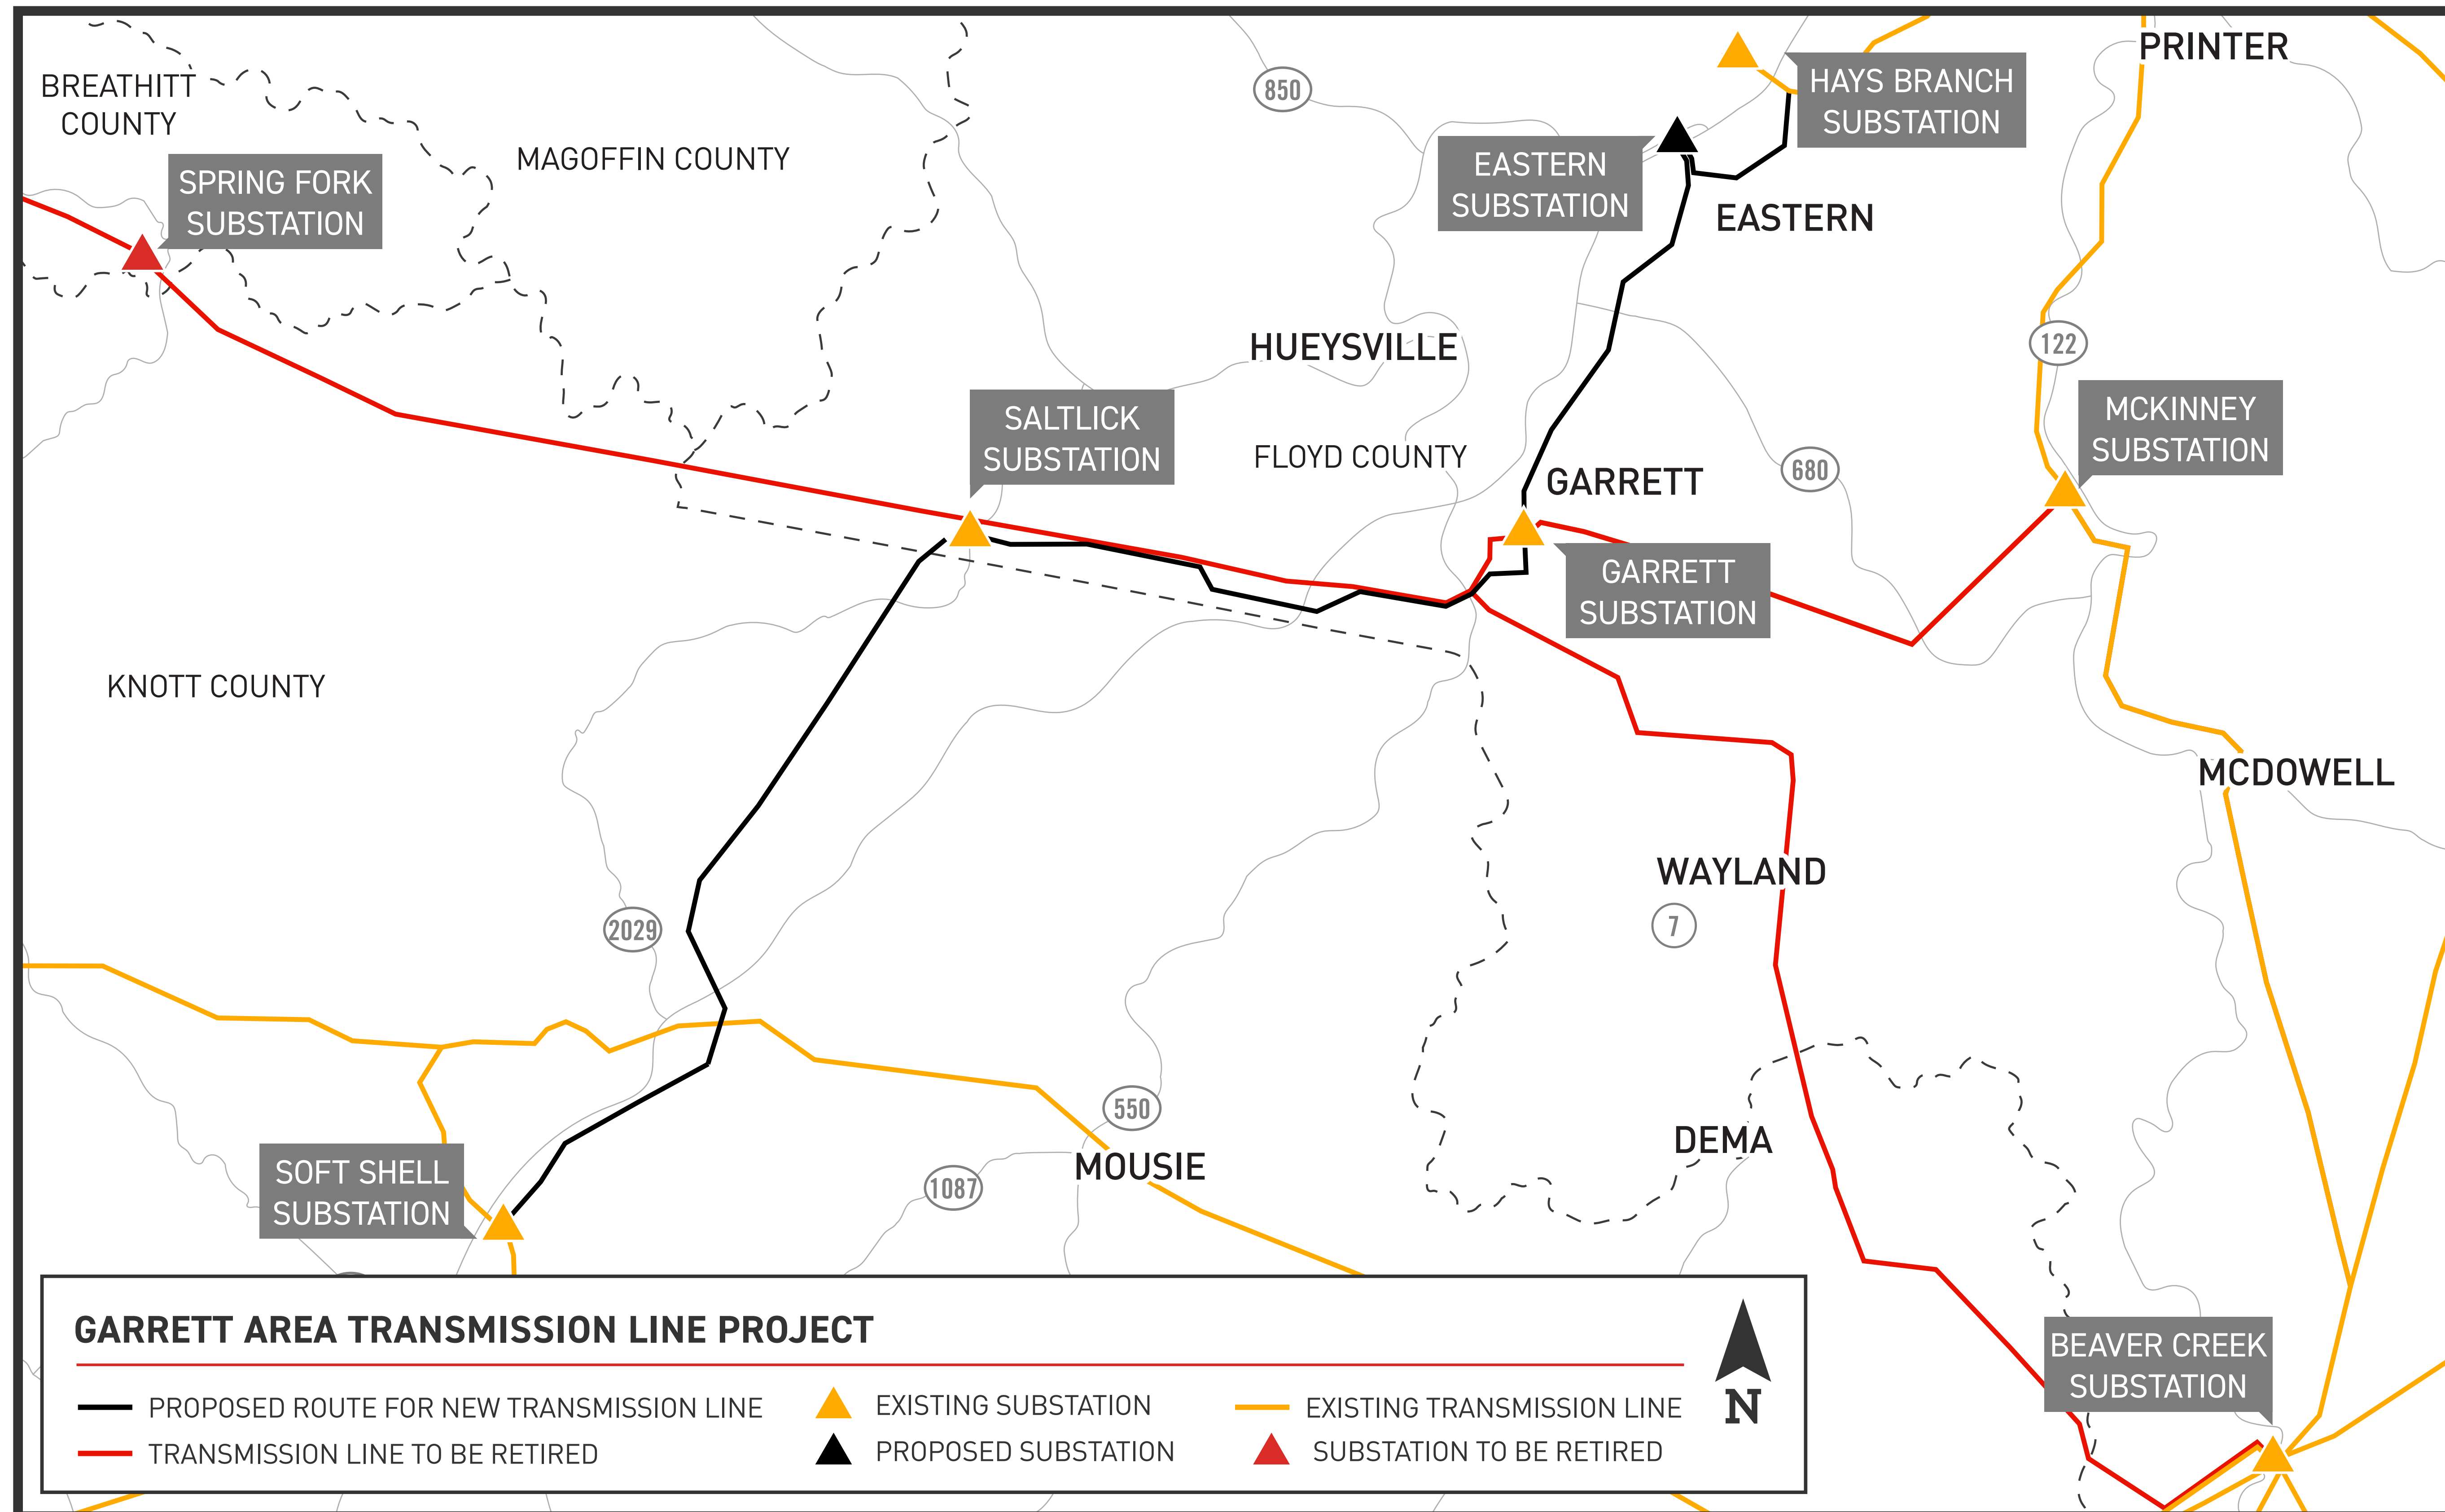 PRINTER
BREATHITT
COUNTY
850
HAYS BRANCH
SUBSTATION
MAGOFFIN COUNTY
SPRING FORK
SUBSTATION
EASTERN
SUBSTATION
EASTERN
HUEYSVILLE
122
SALTLICK
SUBSTATION
MCKINNEY
SUBSTATION
FLOYD COUNTY
680
GARRETT
GARRETT
SUBSTATION
KNOTT COUNTY
MCDOWELL
WAYLAND
7
2029
550
DEMA
MOUSIE
1087
SOFT SHELL
SUBSTATION
BEAVER CREEK
SUBSTATION
GARRETT AREA TRANSMISSION LINE PROJECT
PROPOSED ROUTE FOR NEW TRANSMISSION LINE
EXISTING SUBSTATION
EXISTING TRANSMISSION LINE
TRANSMISSION LINE TO BE RETIRED
PROPOSED SUBSTATION
SUBSTATION TO BE RETIRED
N